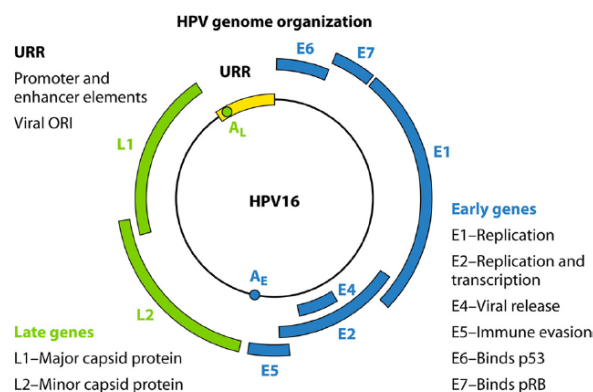 HPV genome organization
URR
Promoter and
enhancer elements
Viral ORI
URR
E6
E7
A_L
L1
E1
HPV16
A_E
E4
L2
E2
E5
Early genes
E1–Replication
E2–Replication and
transcription
E4–Viral release
E5–Immune evasion
E6–Binds p53
E7–Binds pRB
Late genes
L1–Major capsid protein
L2–Minor capsid protein